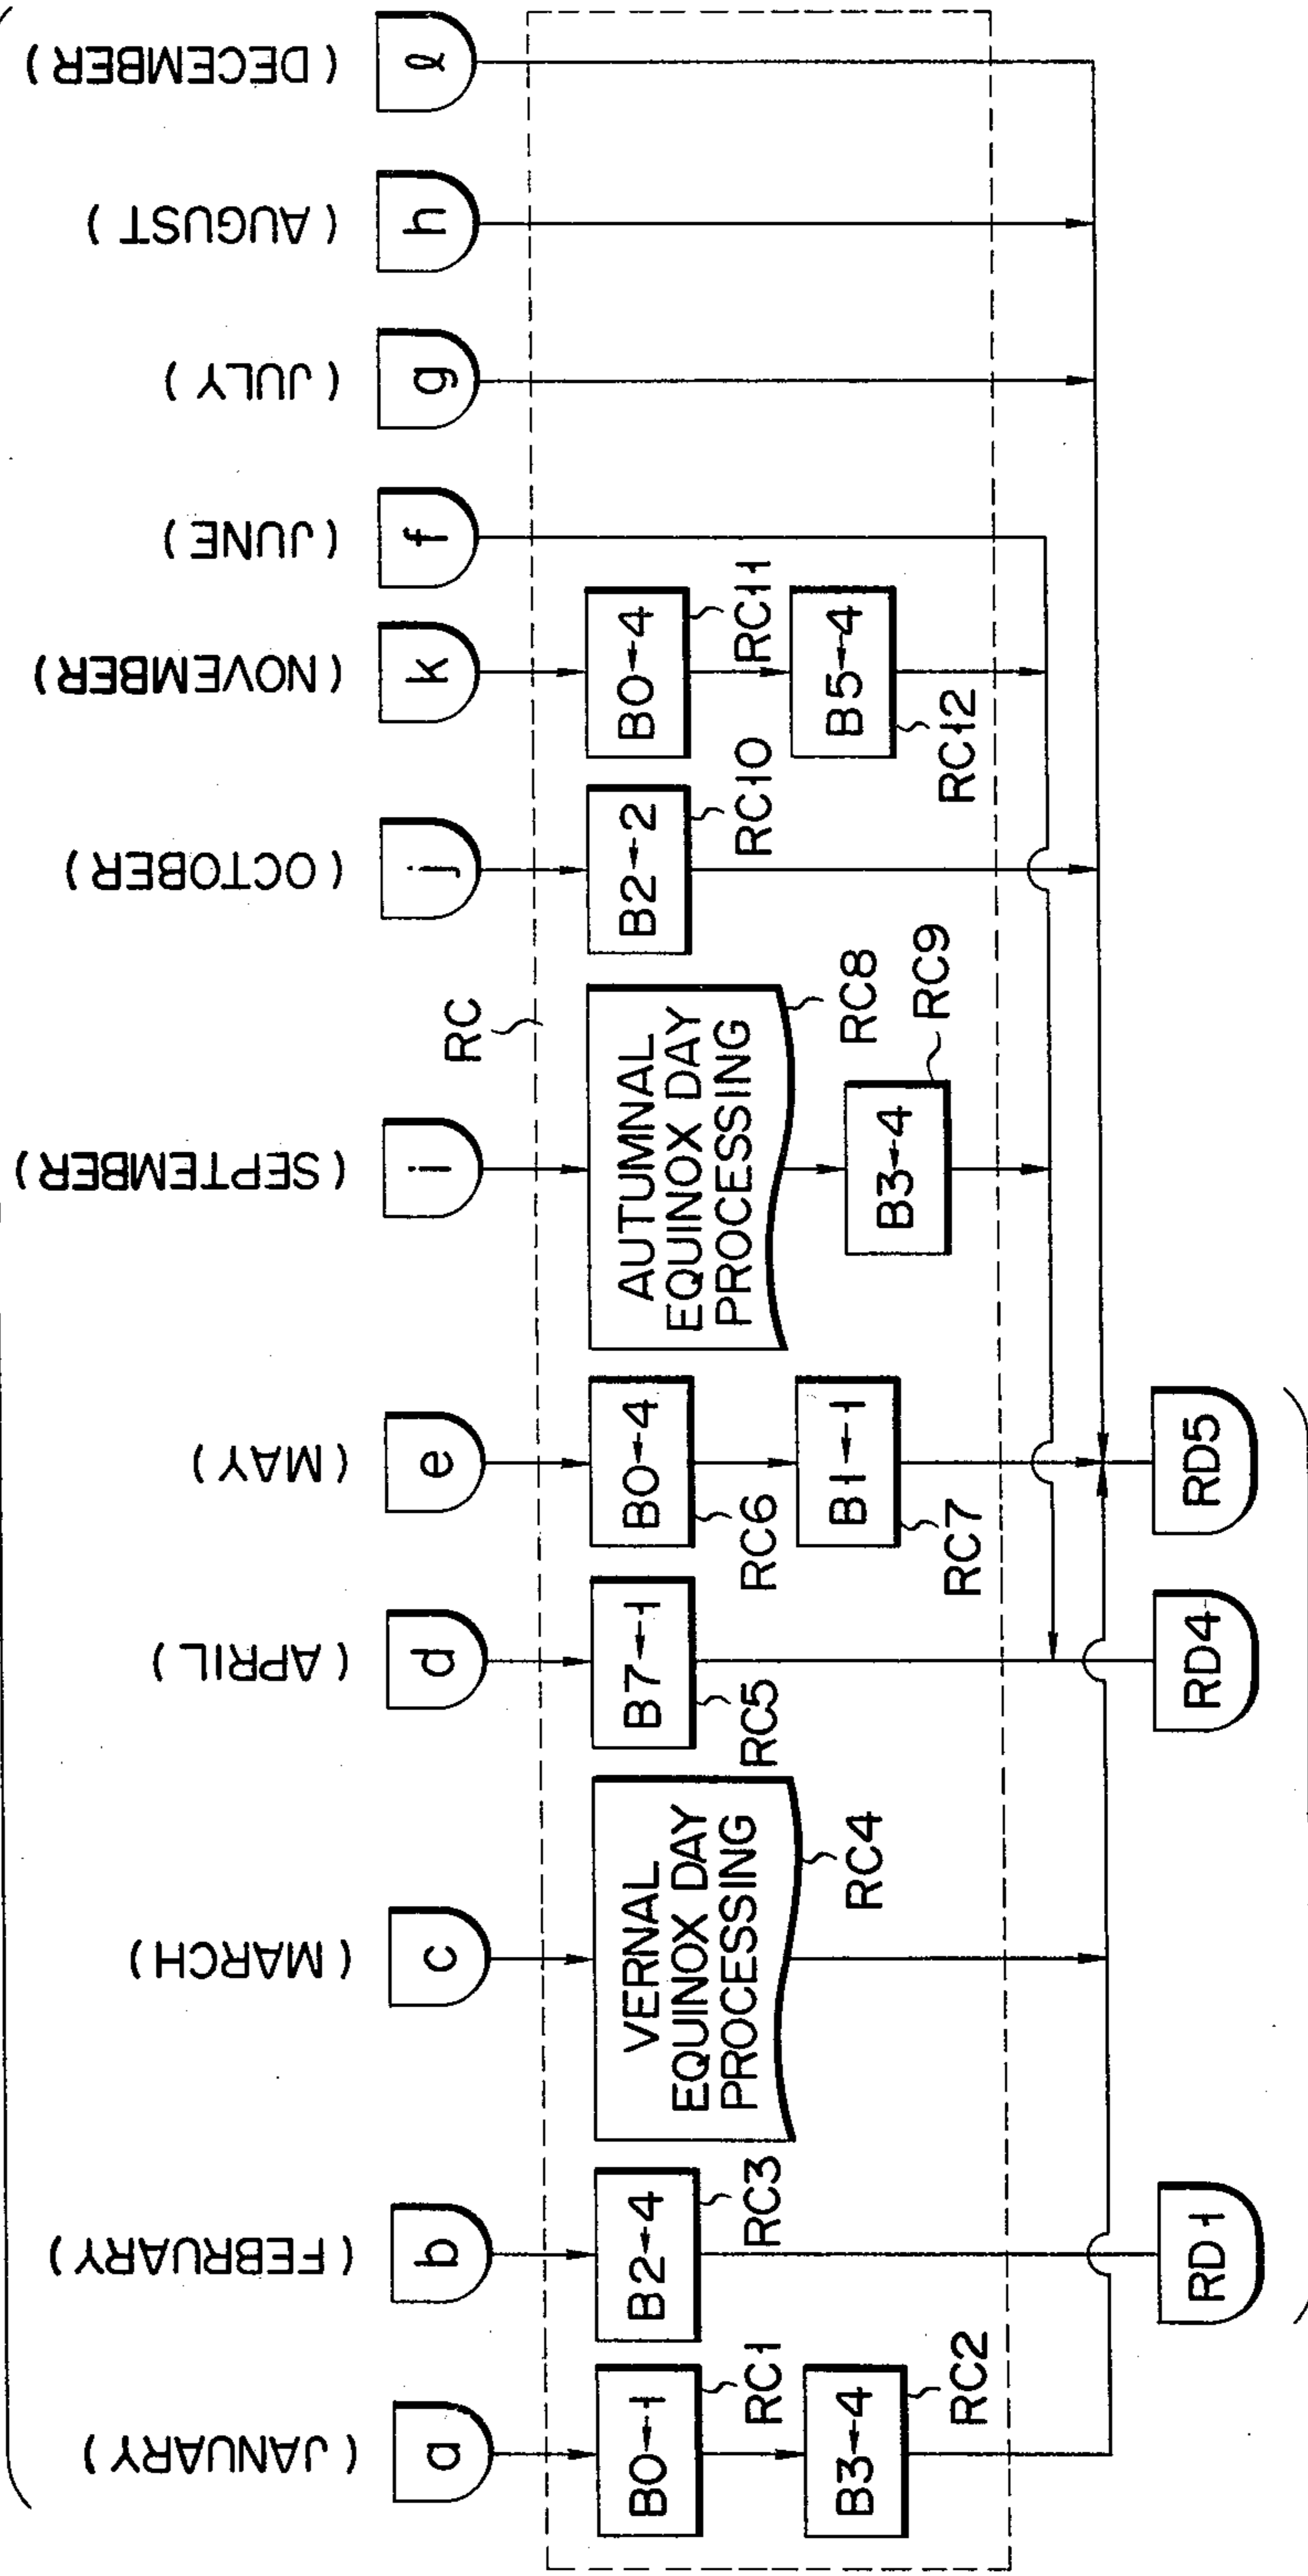 (JANUARY)
(FEBRUARY)
(MARCH)
(APRIL)
(MAY)
(SEPTEMBER)
(OCTOBER)
(NOVEMBER)
(JUNE)
(JULY)
(AUGUST)
(DECEMBER)
a
b
c
d
e
i
j
k
f
g
h
ℓ
RC
B0←1
RC1
B3←4
RC2
B2←4
RC3
VERNAL
EQUINOX DAY
PROCESSING
RC4
B7←1
RC5
B0←4
RC6
B1←1
RC7
AUTUMNAL
EQUINOX DAY
PROCESSING
RC8
B3←4
RC9
B2←2
RC10
B0←4
RC11
B5←4
RC12
RD1
RD4
RD5